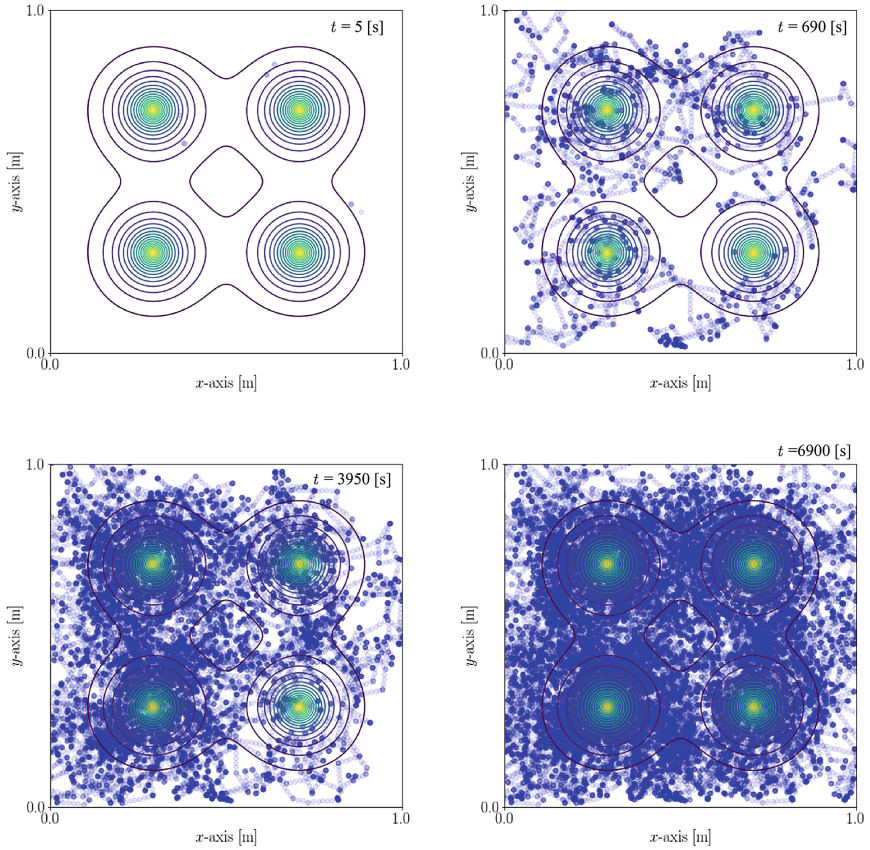 1.0
t = 5 [s]
y-axis [m]
0.0
0.0
1.0
x-axis [m]
1.0
t = 690 [s]
y-axis [m]
0.0
0.0
1.0
x-axis [m]
1.0
t = 3950 [s]
y-axis [m]
0.0
0.0
1.0
x-axis [m]
t =6900 [s]
1.0
y-axis [m]
0.0
0.0
1.0
x-axis [m]